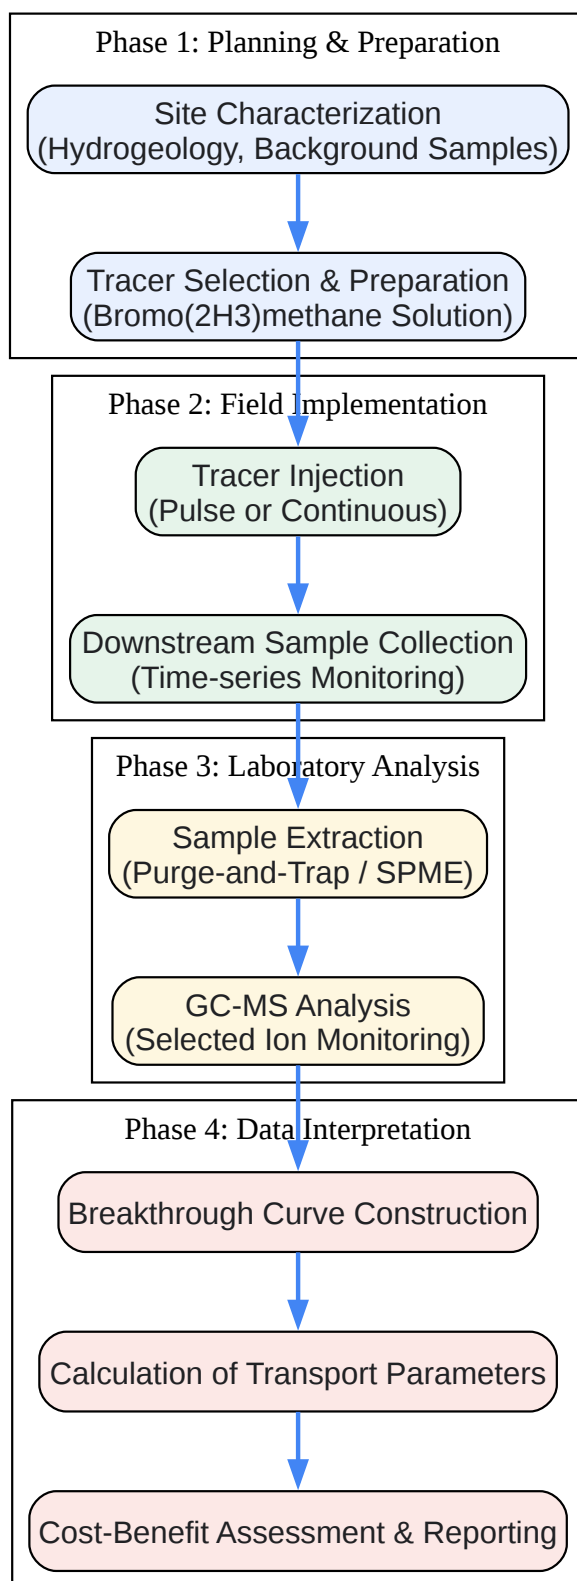 Phase 1: Planning & Preparation
Site Characterization
(Hydrogeology, Background Samples)
Tracer Selection & Preparation
(Bromo(2H3)methane Solution)
Phase 2: Field Implementation
Tracer Injection
(Pulse or Continuous)
Downstream Sample Collection
(Time-series Monitoring)
Phase 3: Laboratory Analysis
Sample Extraction
(Purge-and-Trap / SPME)
GC-MS Analysis
(Selected Ion Monitoring)
Phase 4: Data Interpretation
Breakthrough Curve Construction
Calculation of Transport Parameters
Cost-Benefit Assessment & Reporting